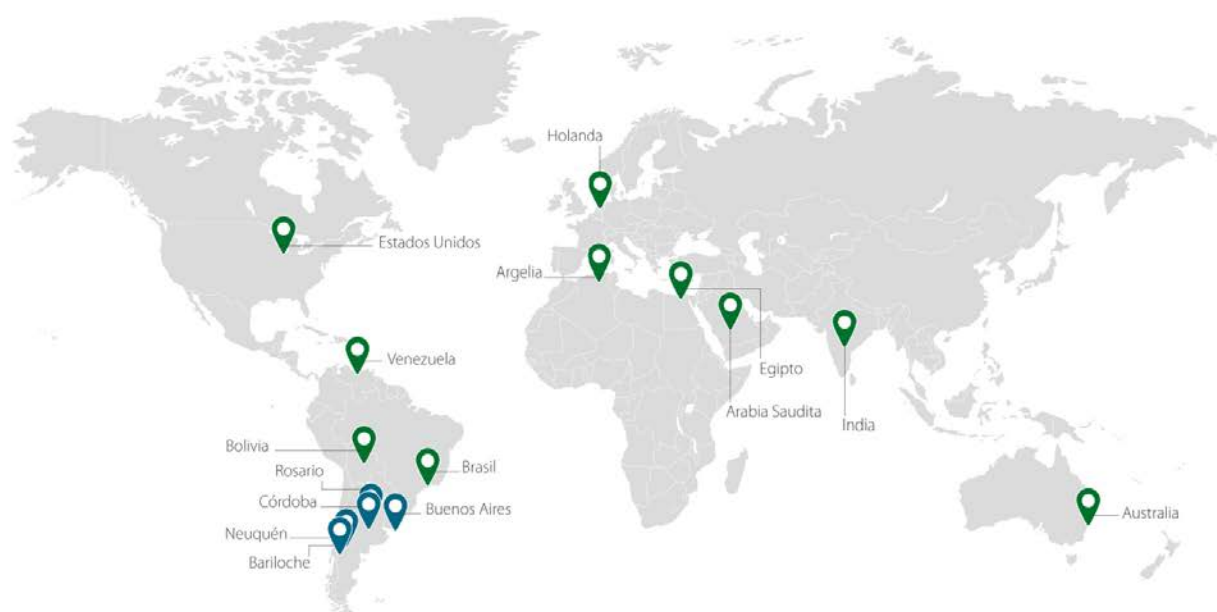 Holanda
Estados Unidos
Argelia
Venezuela
Egipto
Arabia Saudita
India
Bolivia
Brasil
Rosario
Córdoba
Buenos Aires
Australia
Neuquén
Bariloche